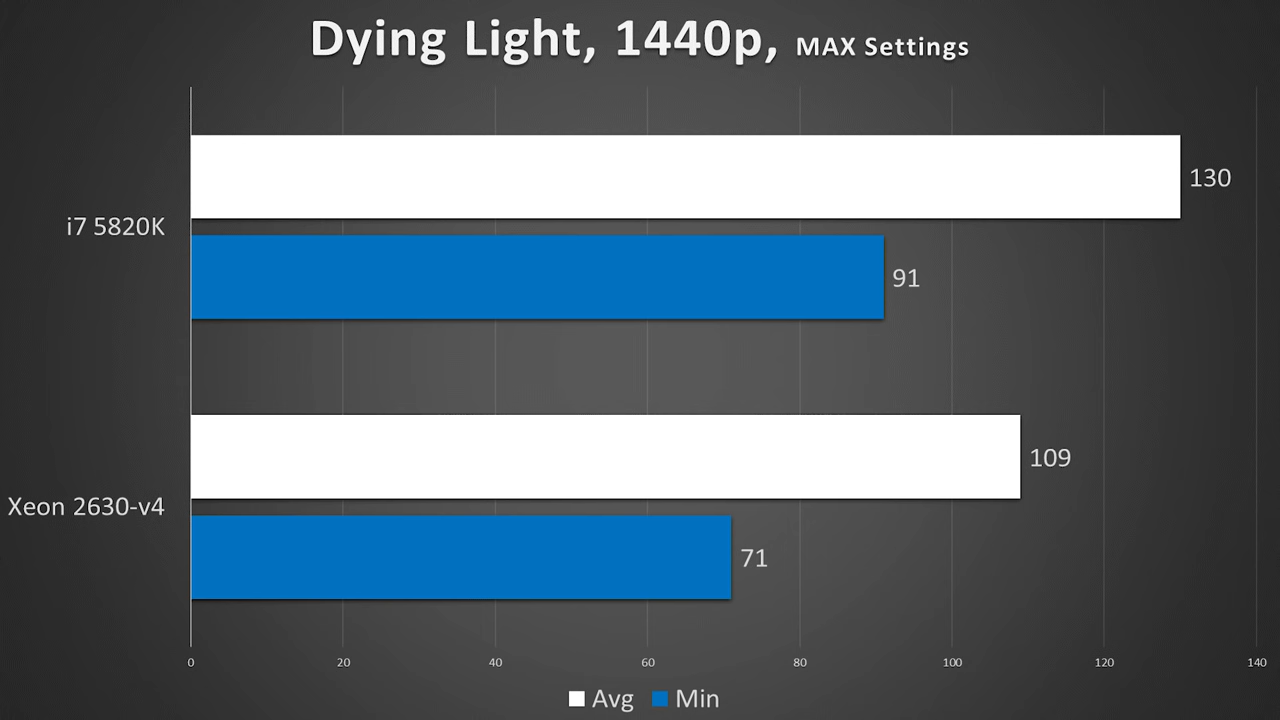 Dying Light, 1440p, MAX Settings
130
i7 5820K
91
109
Xeon 2630-v4
71
0 20 40 60 80 100 120 140
Avg Min